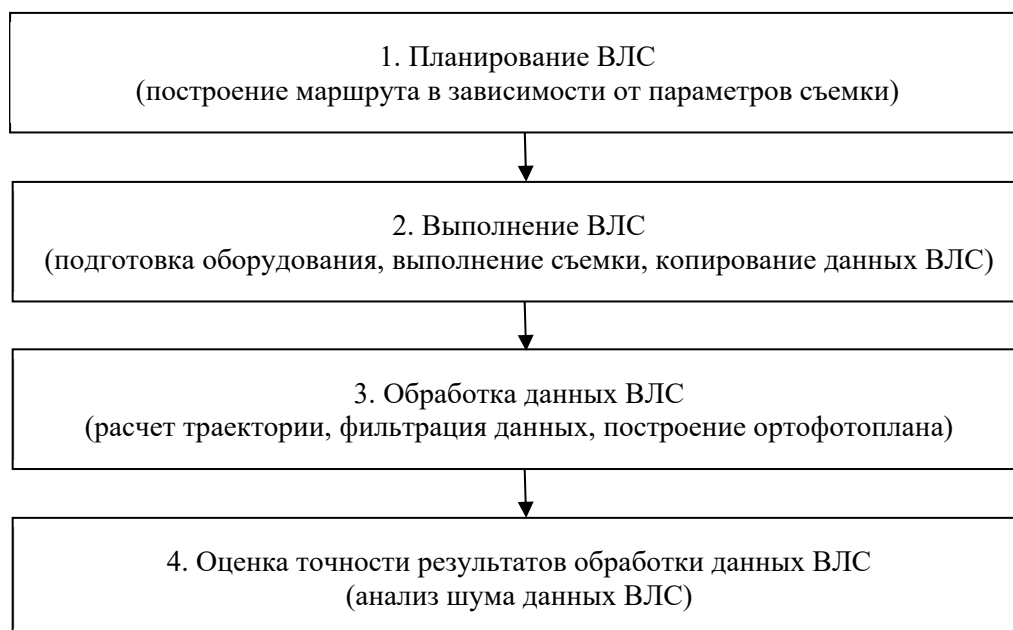 1. Планирование ВЛС
(построение маршрута в зависимости от параметров съемки)
2. Выполнение ВЛС
(подготовка оборудования, выполнение съемки, копирование данных ВЛС)
3. Обработка данных ВЛС
(расчет траектории, фильтрация данных, построение ортофотоплана)
4. Оценка точности результатов обработки данных ВЛС
(анализ шума данных ВЛС)